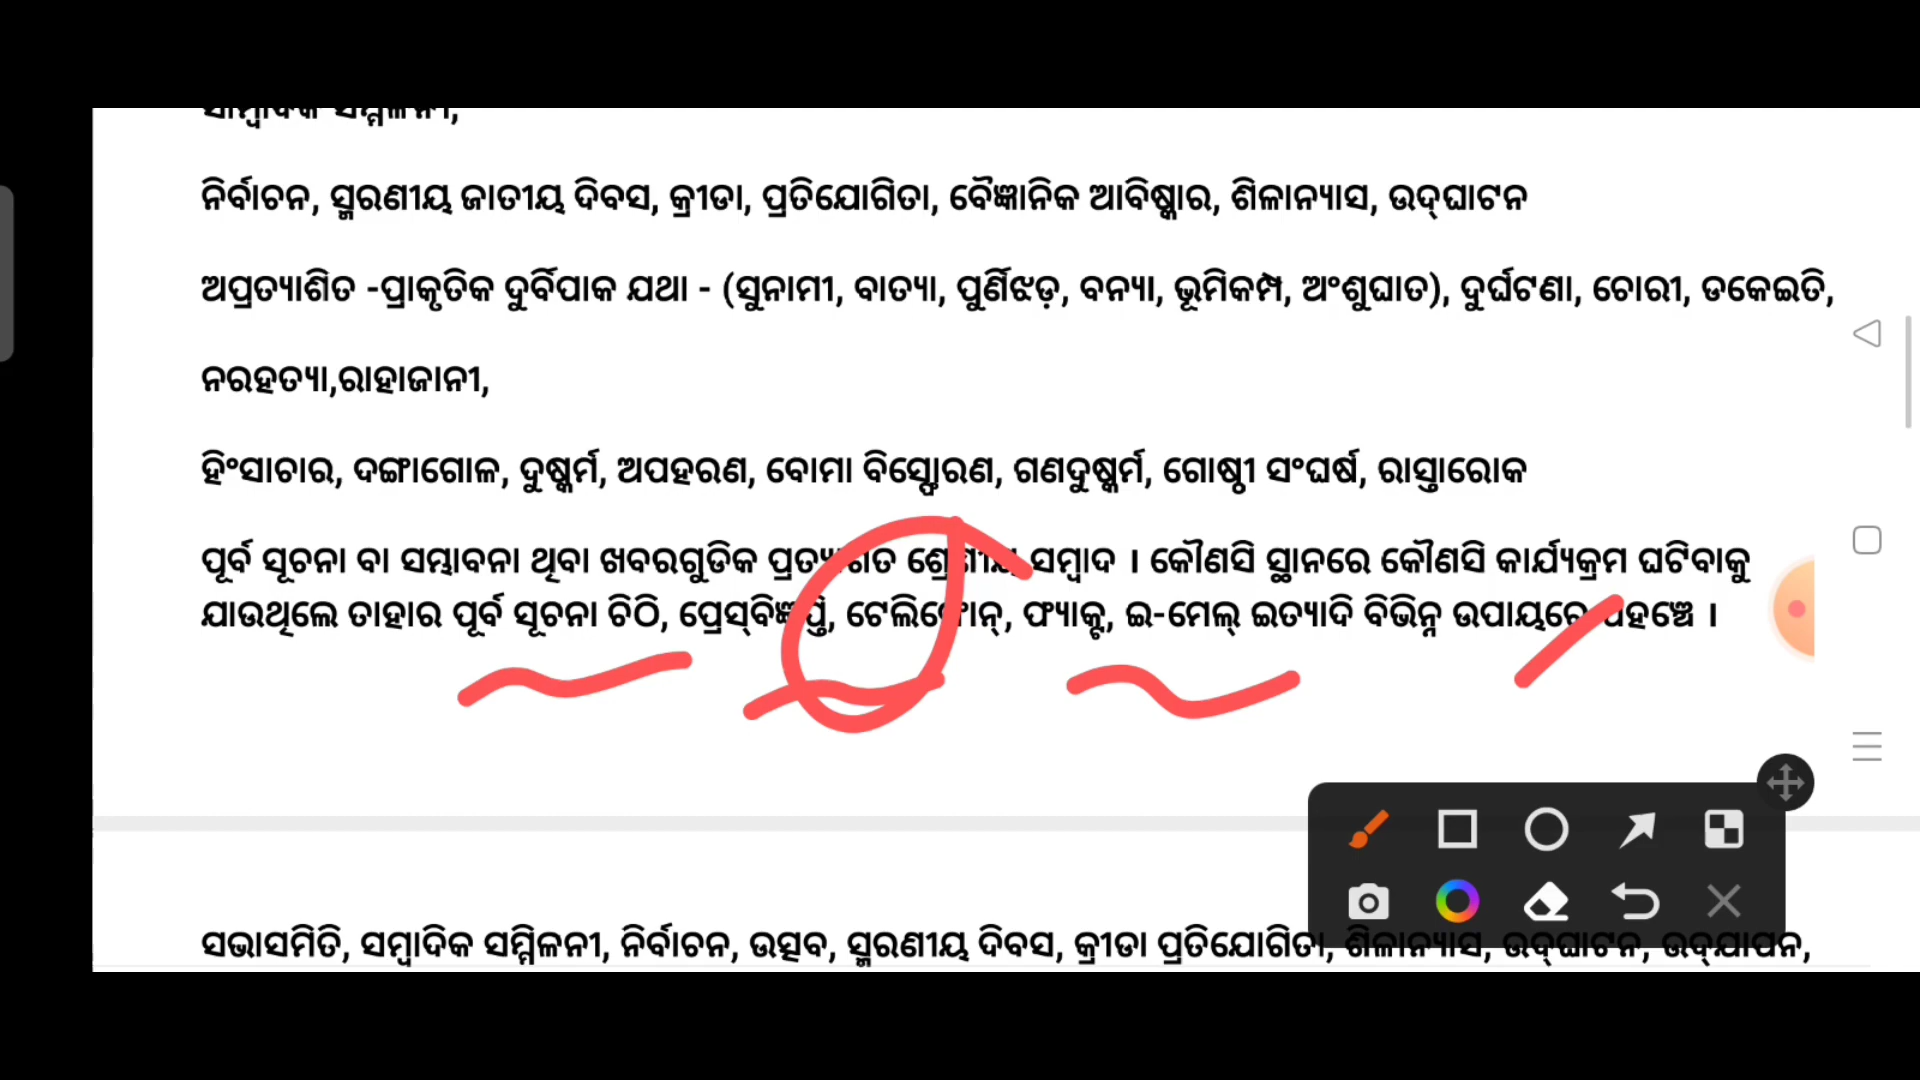 ସାମ୍ବାଦିକ ସମ୍ମିଳନୀ,
ନିର୍ବାଚନ, ସ୍ମରଣୀୟ ଜାତୀୟ ଦିବସ, କ୍ରୀଡା, ପ୍ରତିଯୋଗିତା, ବୈଜ୍ଞାନିକ ଆବିଷ୍କାର, ଶିଳାନ୍ୟାସ, ଉଦ୍‌ଘାଟନ
ଅପ୍ରତ୍ୟାଶିତ -ପ୍ରାକୃତିକ ଦୁର୍ବିପାକ ଯଥା - (ସୁନାମୀ, ବାତ୍ୟା, ପୁର୍ଣିଝଡ଼, ବନ୍ୟା, ଭୂମିକମ୍ପ, ଅଂଶୁଘାତ), ଦୁର୍ଘଟଣା, ଚୋରୀ, ଡକେଇତି,
ନରହତ୍ୟା,ରାହାଜାନୀ,
ହିଂସାଚାର, ଦଙ୍ଗାଗୋଳ, ଦୁଷ୍କର୍ମ, ଅପହରଣ, ବୋମା ବିସ୍ଫୋରଣ, ଗଣଦୁଷ୍କର୍ମ, ଗୋଷ୍ଠୀ ସଂଘର୍ଷ, ରାସ୍ତାରୋକ
ପୂର୍ବ ସୂଚନା ବା ସମ୍ଭାବନା ଥିବା ଖବରଗୁଡିକ ଶ୍ରେଣୀୟ ସମ୍ବାଦ । କୌଣସି ସ୍ଥାନରେ କୌଣସି କାର୍ଯ୍ୟକ୍ରମ ଘଟିବାକୁ
ଯାଉଥିଲେ ତାହାର ପୂର୍ବ ସୂଚନା ଚିଠି, ପ୍ରେସ୍‌ବିଜ୍ଞପ୍ତି, ଟେଲିଫୋନ୍, ଫ୍ୟାକ୍ଟ, ଇ-ମେଲ୍ ଇତ୍ୟାଦି ବିଭିନ୍ନ ଉପାୟରେ ପହଞ୍ଚେ ।
ସଭାସମିତି, ସମ୍ବାଦିକ ସମ୍ମିଳନୀ, ନିର୍ବାଚନ, ଉତ୍ସବ, ସ୍ମରଣୀୟ ଦିବସ, କ୍ରୀଡା ପ୍ରତିଯୋଗିତା, ଶିଳାନ୍ୟାସ, ଉଦ୍‌ଘାଟନ, ଉଦ୍‌ଯାପନ,